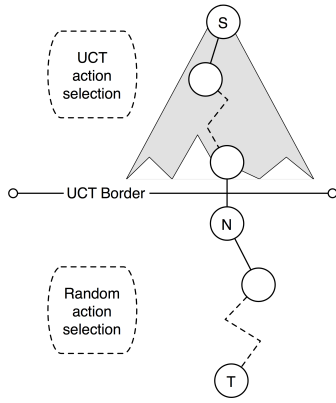 S
UCT
action
selection
UCT Border
N
Random
action
selection
T